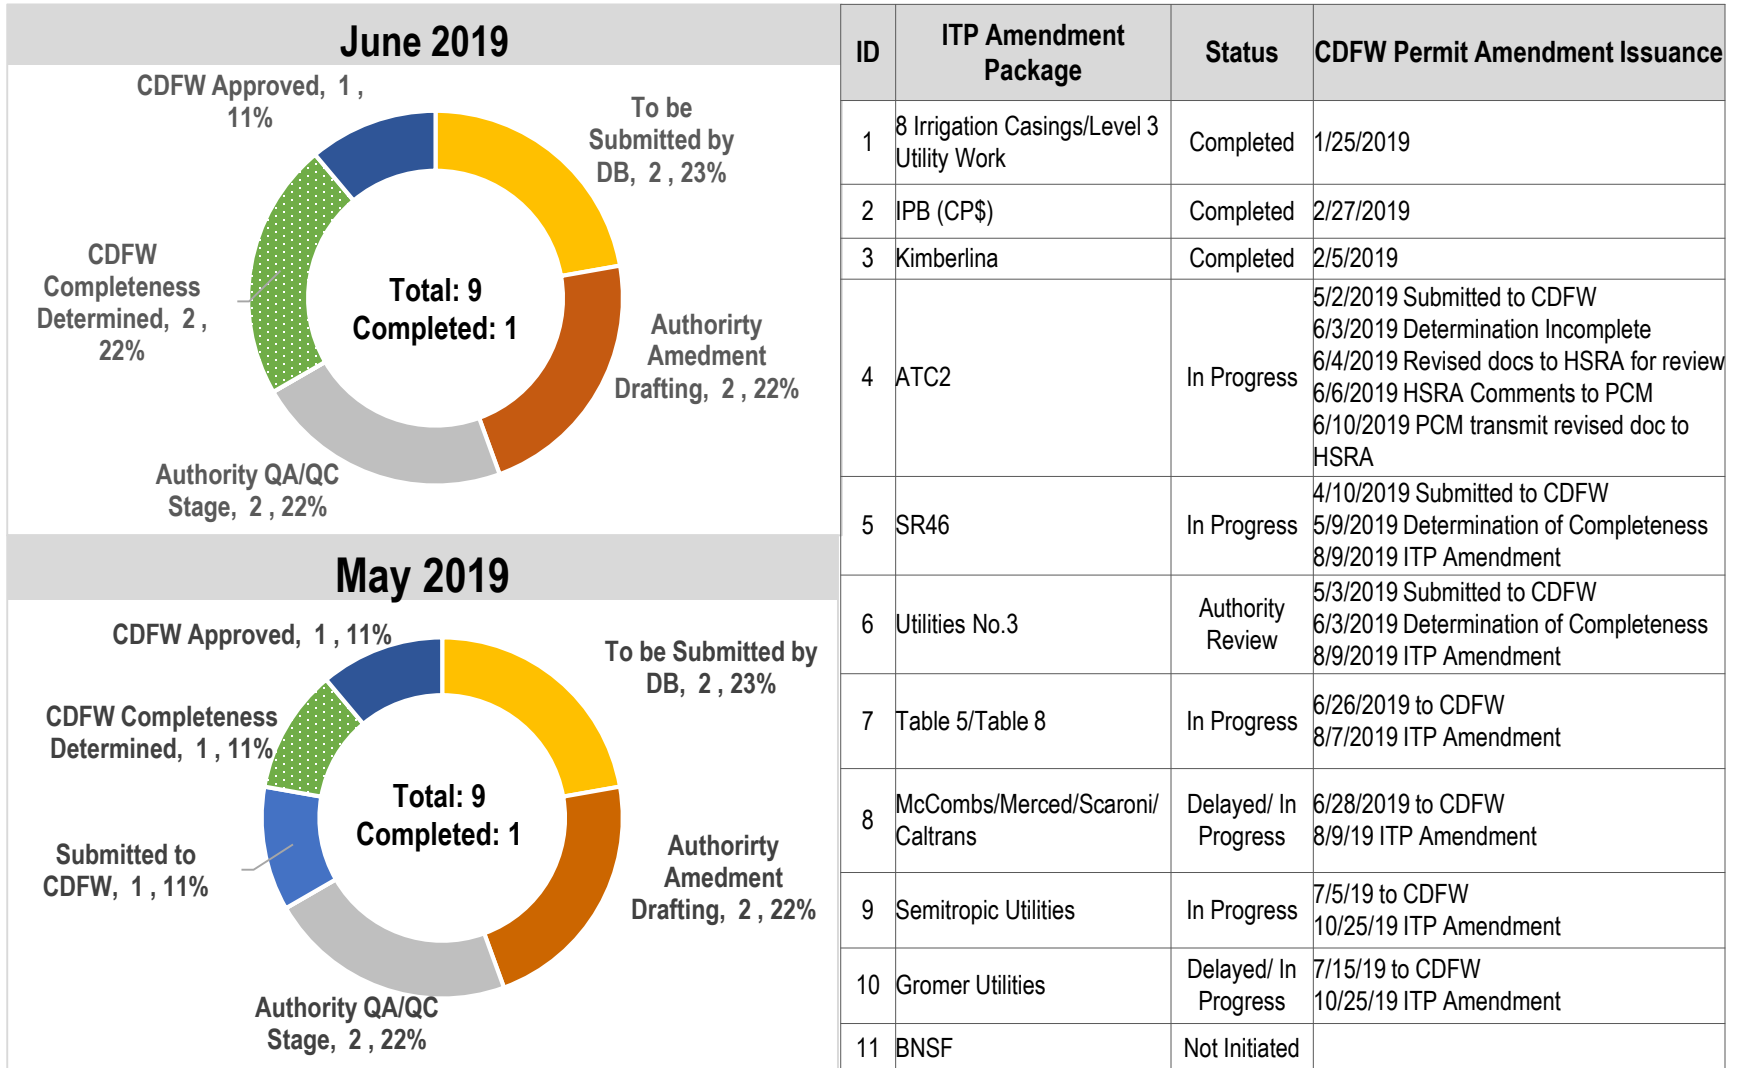 June 2019
CDFW Approved, 1 ,
11%
To be
Submitted by
DB, 2 , 23%
CDFW
Completeness
Determined, 2 ,
22%
Total: 9
Completed: 1
Authorirty
Amedment
Drafting, 2 , 22%
Authority QA/QC
Stage, 2 , 22%
May 2019
CDFW Approved, 1 , 11%
To be Submitted by
DB, 2 , 23%
CDFW Completeness
Determined, 1 , 11%
Total: 9
Completed: 1
Submitted to
CDFW, 1 , 11%
Authorirty
Amedment
Drafting, 2 , 22%
Authority QA/QC
Stage, 2 , 22%
ID
ITP Amendment
Package
Status
CDFW Permit Amendment Issuance
1
8 Irrigation Casings/Level 3
Utility Work
Completed
1/25/2019
2
IPB (CP$)
Completed
2/27/2019
3
Kimberlina
Completed
2/5/2019
4
ATC2
In Progress
5/2/2019 Submitted to CDFW
6/3/2019 Determination Incomplete
6/4/2019 Revised docs to HSRA for review
6/6/2019 HSRA Comments to PCM
6/10/2019 PCM transmit revised doc to
HSRA
5
SR46
In Progress
4/10/2019 Submitted to CDFW
5/9/2019 Determination of Completeness
8/9/2019 ITP Amendment
6
Utilities No.3
Authority
Review
5/3/2019 Submitted to CDFW
6/3/2019 Determination of Completeness
8/9/2019 ITP Amendment
7
Table 5/Table 8
In Progress
6/26/2019 to CDFW
8/7/2019 ITP Amendment
8
McCombs/Merced/Scaroni/
Caltrans
Delayed/ In
Progress
6/28/2019 to CDFW
8/9/19 ITP Amendment
9
Semitropic Utilities
In Progress
7/5/19 to CDFW
10/25/19 ITP Amendment
10
Gromer Utilities
Delayed/ In
Progress
7/15/19 to CDFW
10/25/19 ITP Amendment
11
BNSF
Not Initiated